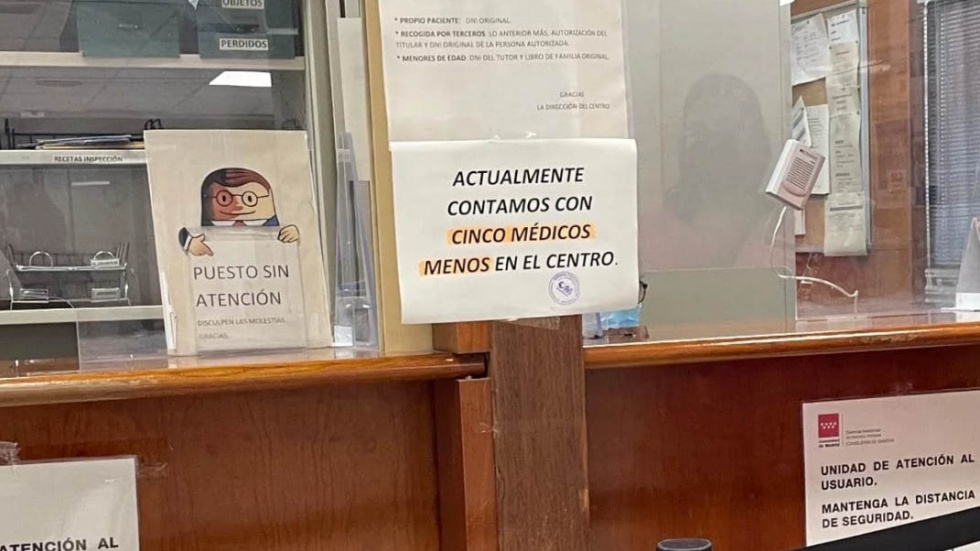 OBJETOS
PERDIDOS
RECETAS INSPECCIÓN
PUESTO SIN
ATENCIÓN
DISCULPEN LAS MOLESTIAS.
GRACIAS.
* PROPIO PACIENTE: DNI ORIGINAL.
* RECOGIDA POR TERCEROS: LO ANTERIOR MÁS, AUTORIZACIÓN DEL
TITULAR Y DNI ORIGINAL DE LA PERSONA AUTORIZADA.
* MENORES DE EDAD: DNI DEL TUTOR Y LIBRO DE FAMILIA ORIGINAL.
GRACIAS
LA DIRECCIÓN DEL CENTRO
ACTUALMENTE
CONTAMOS CON
CINCO MÉDICOS
MENOS EN EL CENTRO.
UNIDAD DE ATENCIÓN AL
USUARIO.
MANTENGA LA DISTANCIA
DE SEGURIDAD.
ATENCIÓN AL